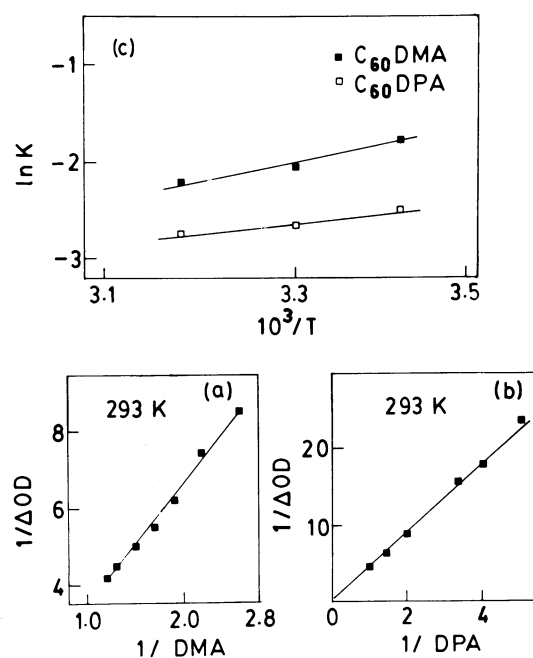 (c)
■ C60DMA
□ C60DPA
-1
-2
-3
ln K
3.1
3.3
3.5
10³/T
(a)
293 K
8
6
4
1/ΔOD
1.0
2.0
2.8
1/ DMA
(b)
293 K
20
10
1/ΔOD
0
2
4
1/ DPA